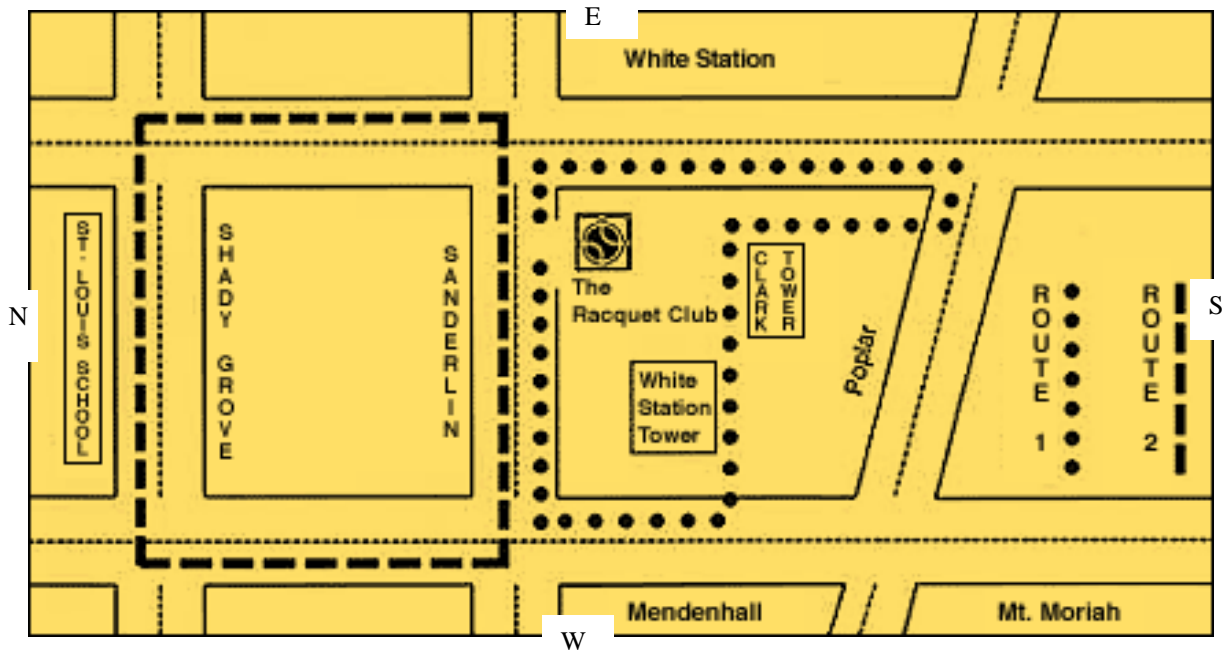 E
White Station
N
ST. LOUIS SCHOOL
SHADY GROVE
SANDERLIN
The
Racquet Club
CLARK
TOWER
White
Station
Tower
Poplar
ROUTE 1
ROUTE 2
S
Mendenhall
Mt. Moriah
W